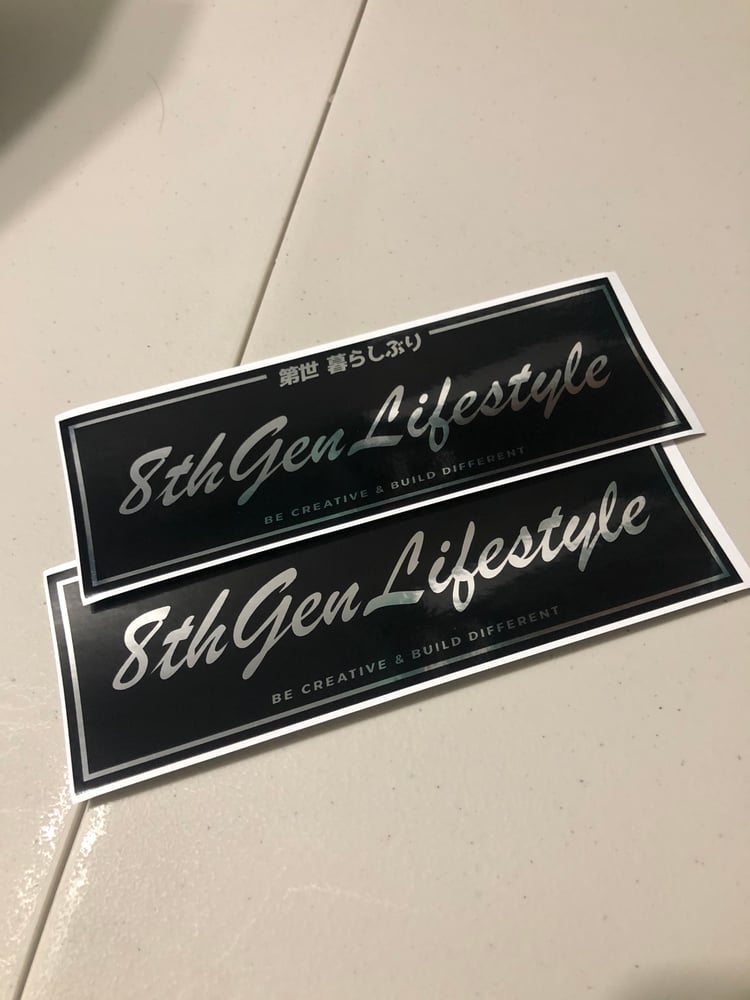 第世 暮らしぶり
8thGen Lifestyle
BE CREATIVE & BUILD DIFFERENT
8thGen Lifestyle
BE CREATIVE & BUILD DIFFERENT